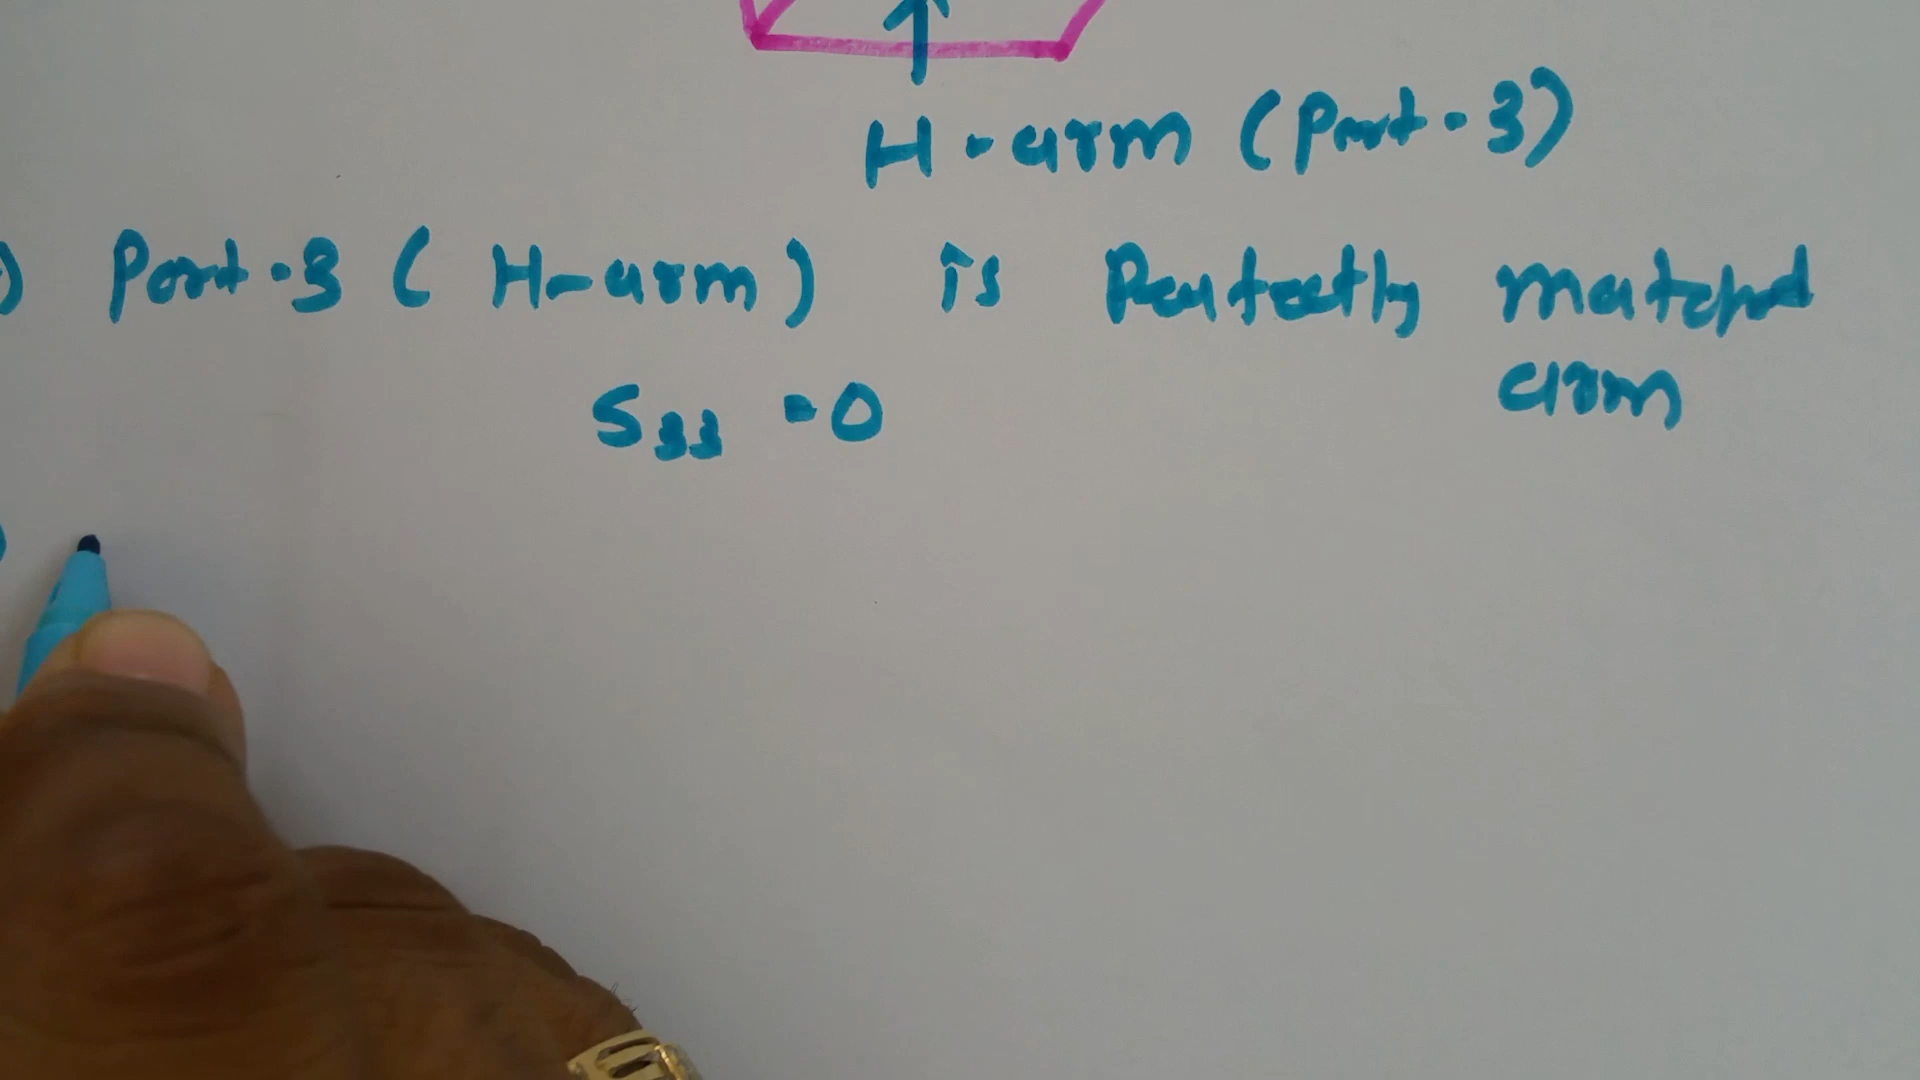 H-arm (Port-3)
) Port-3 ( H-arm ) is Perfectly matched
arm
S33 = 0
)